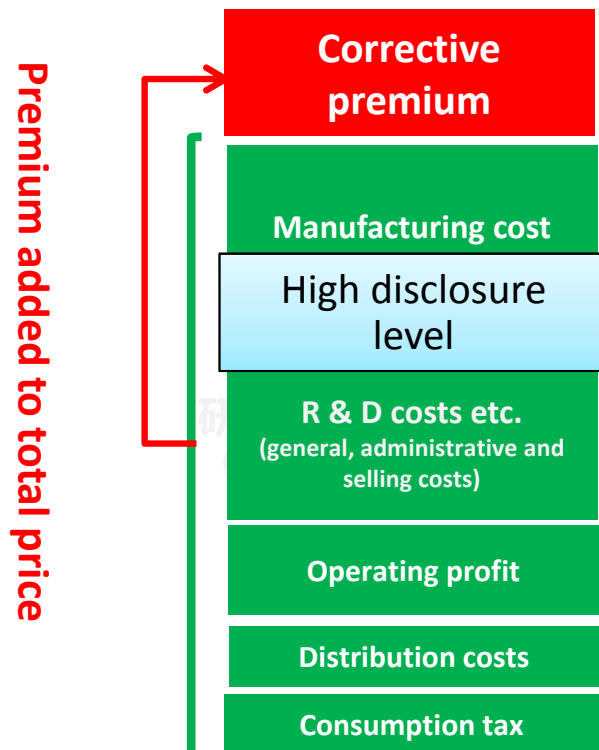 Premium added to total price
Corrective
premium
Manufacturing cost
High disclosure
level
R & D costs etc.
(general, administrative and
selling costs)
Operating profit
Distribution costs
Consumption tax